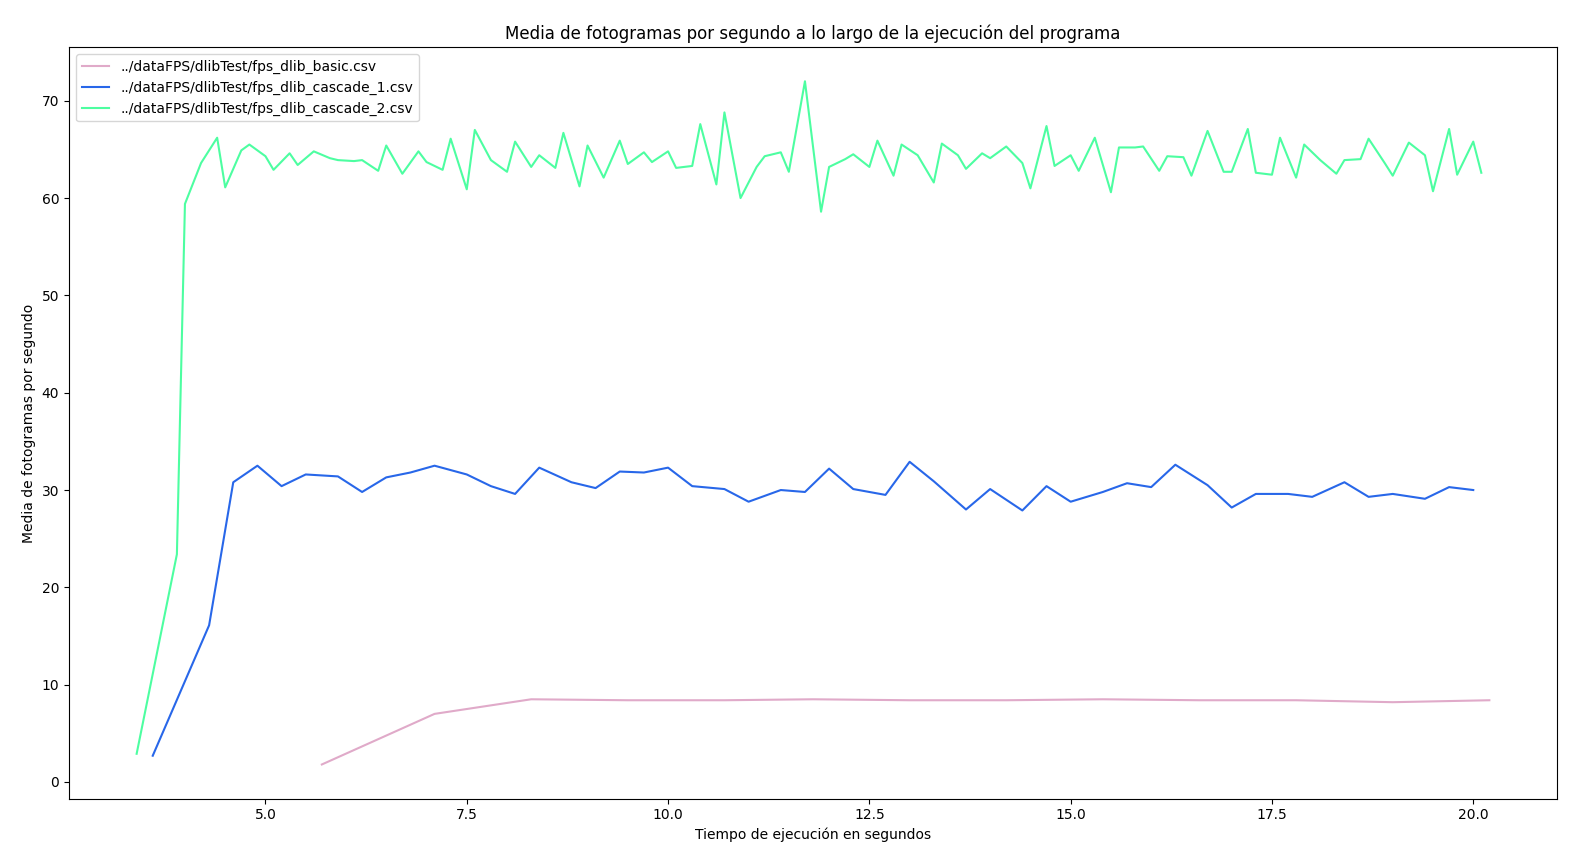 Media de fotogramas por segundo a lo largo de la ejecución del programa
../dataFPS/dlibTest/fps_dlib_basic.csv
../dataFPS/dlibTest/fps_dlib_cascade_1.csv
../dataFPS/dlibTest/fps_dlib_cascade_2.csv
Media de fotogramas por segundo
70
60
50
40
30
20
10
0
5.0 7.5 10.0 12.5 15.0 17.5 20.0
Tiempo de ejecución en segundos